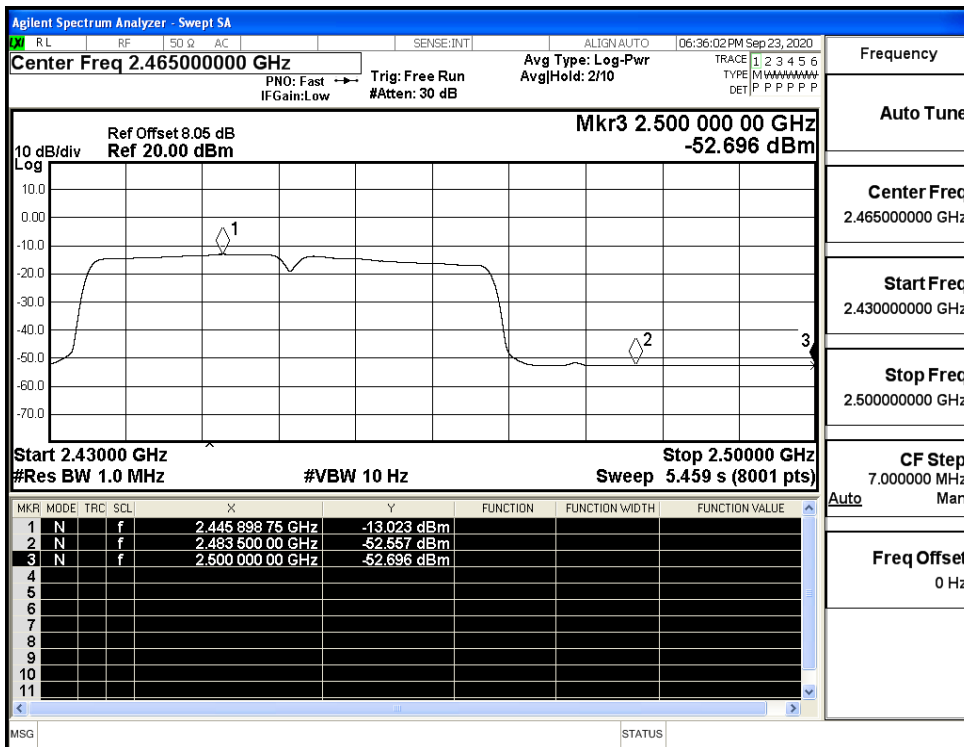 Agilent Spectrum Analyzer - Swept SA
LXI RL RF 50 Ω AC SENSE:INT ALIGNAUTO 06:36:02 PM Sep 23, 2020
Center Freq 2.465000000 GHz
PNO: Fast
IFGain:Low
Trig: Free Run
#Atten: 30 dB
Avg Type: Log-Pwr
Avg|Hold: 2/10
TRACE 1 2 3 4 5 6
TYPE M WWWWW
DET P P P P P P
Ref Offset 8.05 dB
10 dB/div Ref 20.00 dBm
Log
Mkr3 2.500 000 00 GHz
-52.696 dBm
10.0
0.00
-10.0
-20.0
-30.0
-40.0
-50.0
-60.0
-70.0
1
2
3
Start 2.43000 GHz Stop 2.50000 GHz
#Res BW 1.0 MHz #VBW 10 Hz Sweep 5.459 s (8001 pts)
MKR MODE TRC SCL X Y FUNCTION FUNCTION WIDTH FUNCTION VALUE
1 N f 2.445 898 75 GHz -13.023 dBm
2 N f 2.483 500 00 GHz -52.557 dBm
3 N f 2.500 000 00 GHz -52.696 dBm
4
5
6
7
8
9
10
11
MSG STATUS
Frequency
Auto Tune
Center Freq
2.465000000 GHz
Start Freq
2.430000000 GHz
Stop Freq
2.500000000 GHz
CF Step
7.000000 MHz
Auto Man
Freq Offset
0 Hz